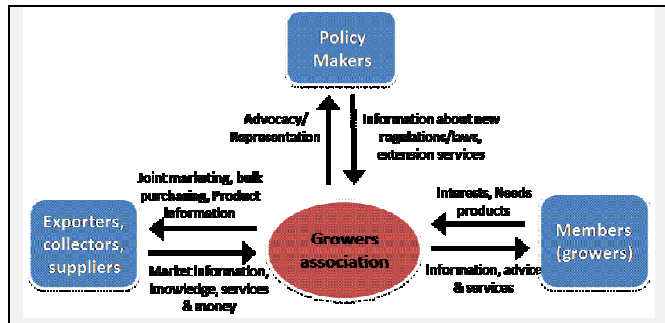 Policy
Makers
Advocacy/
Representation
Information about new
regulations/laws,
extension services
Joint marketing, bulk
purchasing, Product
Information
Interests, Needs
products
Exporters,
collectors,
suppliers
Growers
association
Members
(growers)
Market information,
knowledge, services
& money
Information, advice
& services